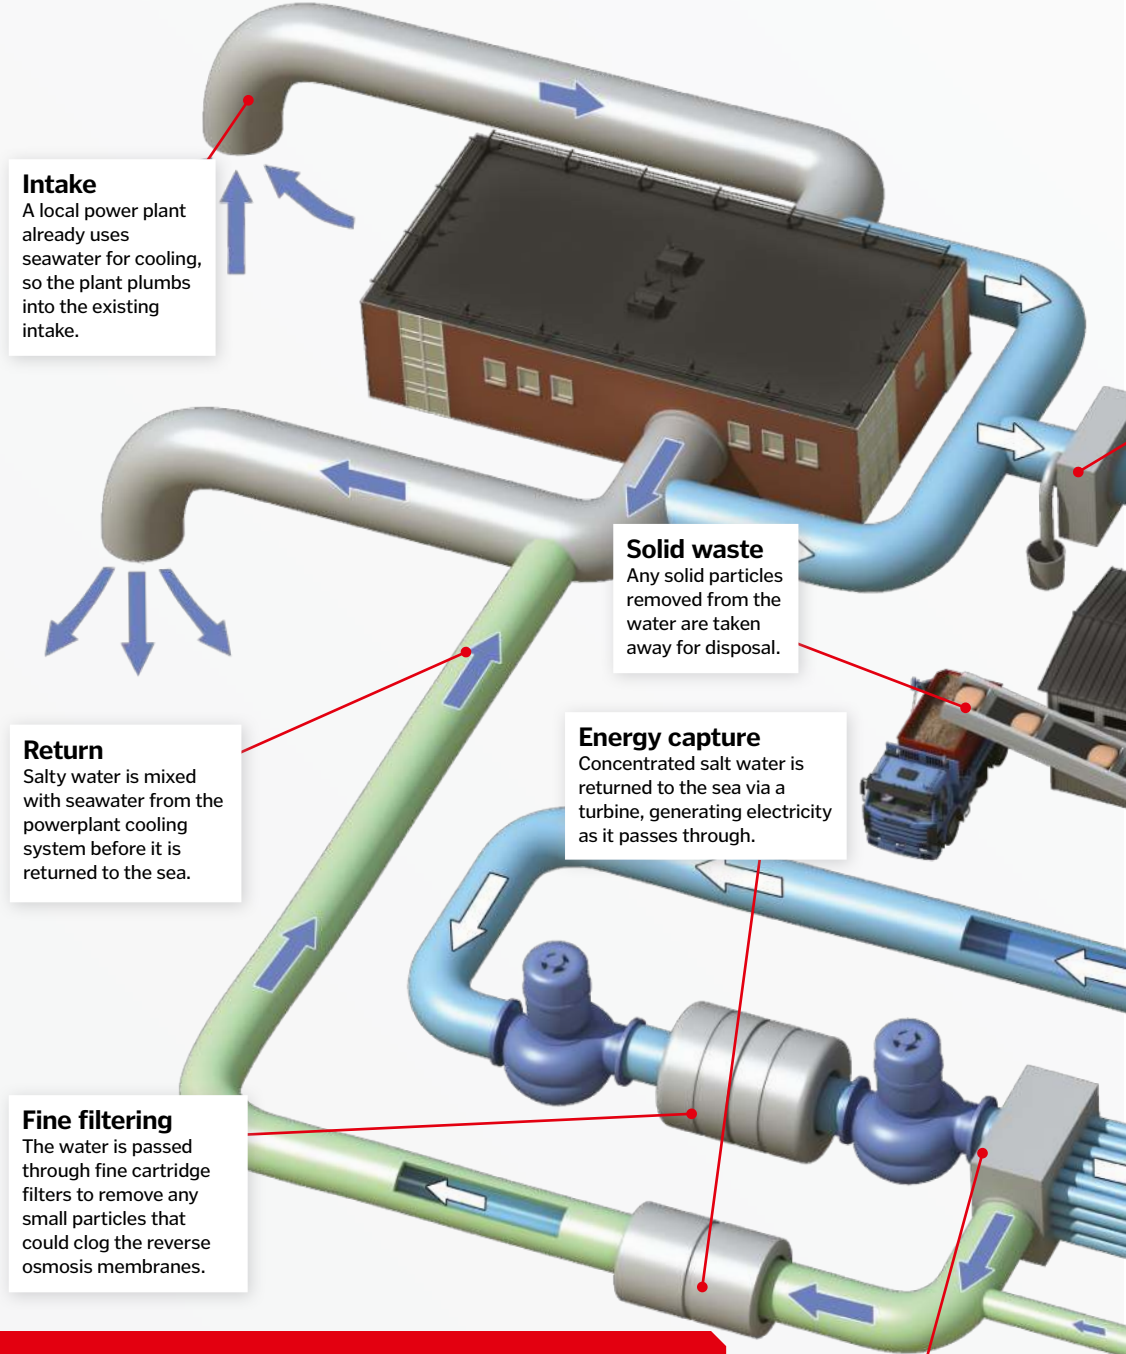 Intake
A local power plant
already uses
seawater for cooling,
so the plant plumbs
into the existing
intake.
Solid waste
Any solid particles
removed from the
water are taken
away for disposal.
Return
Salty water is mixed
with seawater from the
powerplant cooling
system before it is
returned to the sea.
Energy capture
Concentrated salt water is
returned to the sea via a
turbine, generating electricity
as it passes through.
Fine filtering
The water is passed
through fine cartridge
filters to remove any
small particles that
could clog the reverse
osmosis membranes.